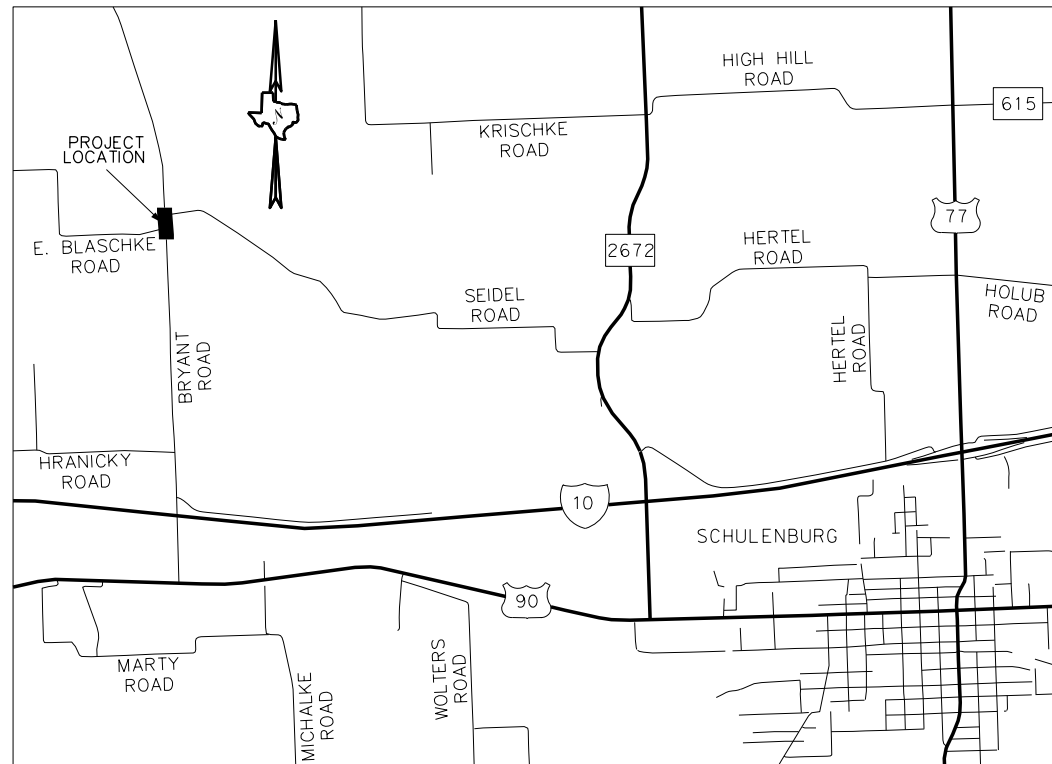 HIGH HILL
ROAD
615
N
KRISCHKE
ROAD
PROJECT
LOCATION
77
E. BLASCHKE
ROAD
2672
HERTEL
ROAD
SEIDEL
ROAD
HOLUB
ROAD
BRYANT
ROAD
HERTEL
ROAD
HRANICKY
ROAD
10
SCHULENBURG
90
MARTY
ROAD
MICHALKE
ROAD
WOLTERS
ROAD